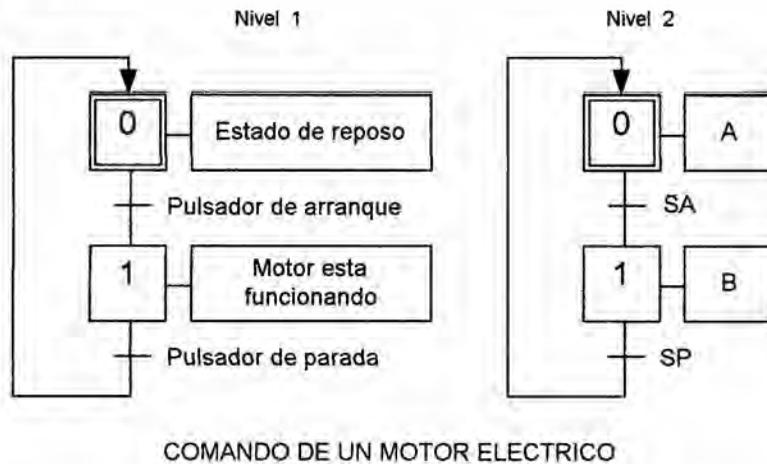 Nivel 1
0
Estado de reposo
Pulsador de arranque
1
Motor esta
funcionando
Pulsador de parada
Nivel 2
0
A
SA
1
B
SP
COMANDO DE UN MOTOR ELECTRICO